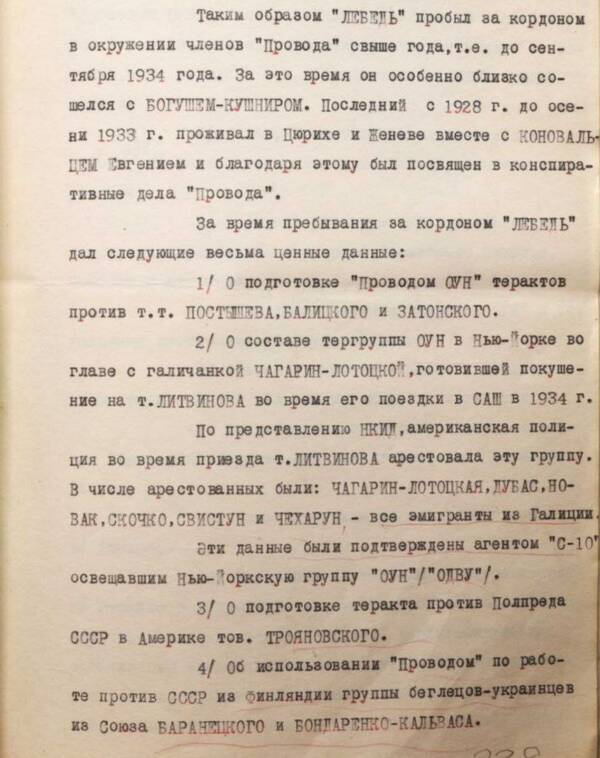 Таким образом "ЛЕБЕДЬ" пробыл за кордоном
в окружении членов "Провода" свыше года,т.е. до сен-
тября 1934 года. За это время он особенно близко со-
шелся с БОГУШЕМ-КУШНИРОМ. Последний с 1928 г. до осе-
ни 1933 г. проживал в Цюрихе и Женеве вместе с КОНОВАЛЬ-
ЦЕМ Евгением и благодаря этому был посвящен в конспира-
тивные дела "Провода".
За время пребывания за кордоном "ЛЕБЕДЬ"
дал следующие весьма ценные данные:
1/ О подготовке "Проводом ОУН" терактов
против т.т. ПОСТЫШЕВА,БАЛИЦКОГО и ЗАТОНСКОГО.
2/ О составе тергруппы ОУН в Нью-Йорке во
главе с галичанкой ЧАГАРИН-ЛОТОЦКОЙ,готовившей покуше-
ние на т.ЛИТВИНОВА во время его поездки в САШ в 1934 г.
По представлению НКИД,американская поли-
ция во время приезда т.ЛИТВИНОВА арестовала эту группу.
В числе арестованных были: ЧАГАРИН-ЛОТОЦКАЯ,ДУБАС,НО-
ВАК,СКОЧКО,СВИСТУН и ЧЕХАРУН - все эмигранты из Галиции.
Эти данные были подтверждены агентом "С-10"
освещавшим Нью-Йоркскую группу "ОУН"/"ОДВУ"/.
3/ О подготовке теракта против Полпреда
СССР в Америке тов. ТРОЯНОВСКОГО.
4/ Об использовании "Проводом" по рабо-
те против СССР из Финляндии группы беглецов-украинцев
из Союза БАРАНЕЦКОГО и БОНДАРЕНКО-КАЛЬВАСА.